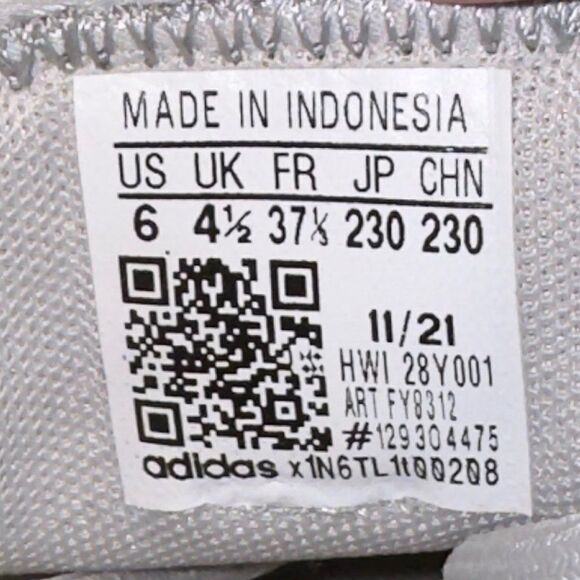 MADE IN INDONESIA
US UK FR JP CHN
6 4½ 37⅓ 230 230
11/21
HWI 28Y001
ART FY8312
#129304475
adidas x1N6TL1t00208